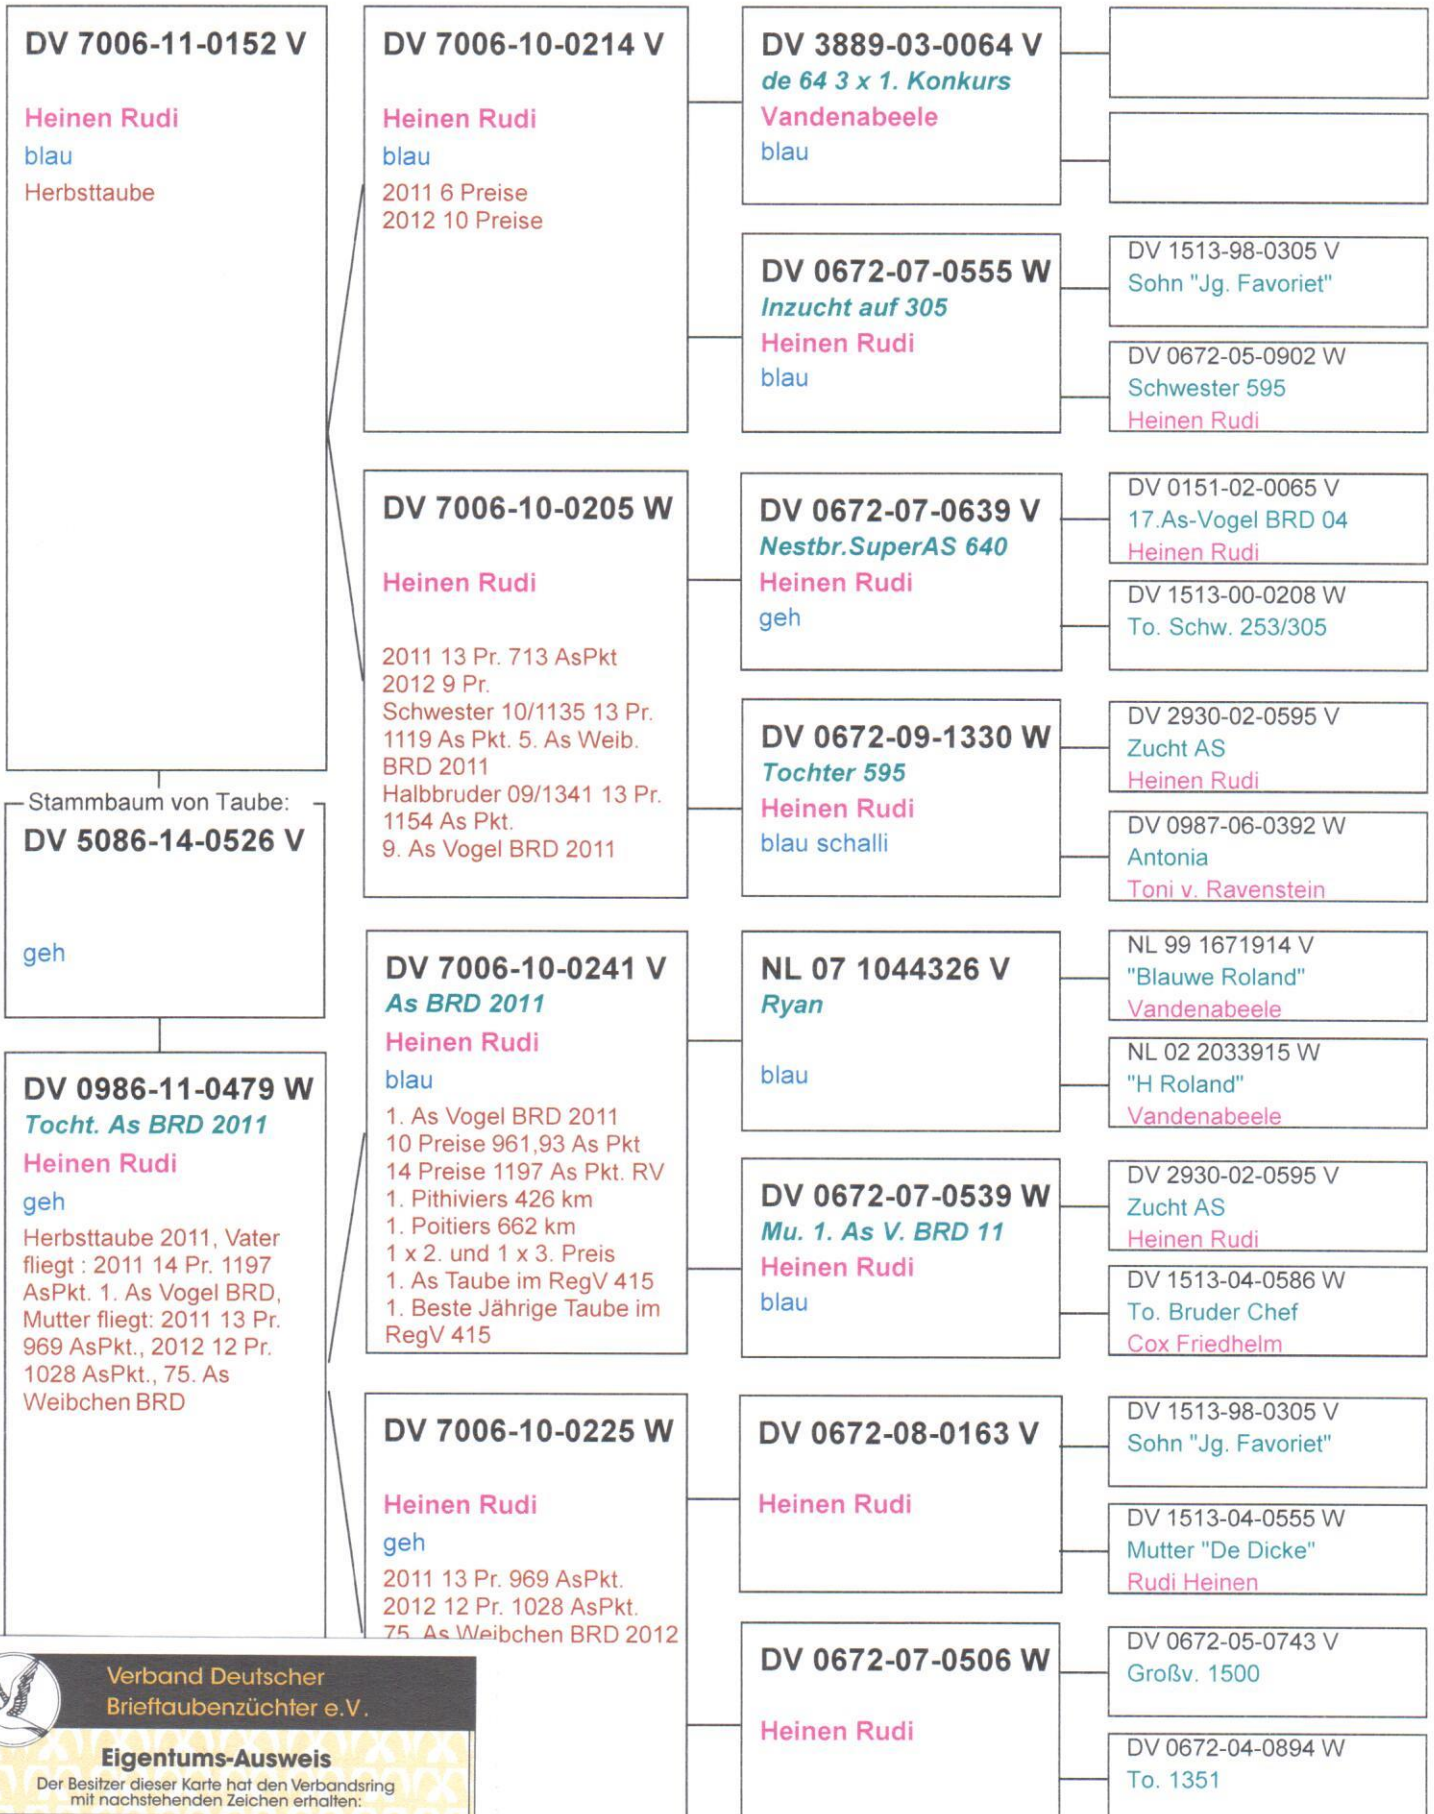 DV 7006-11-0152 V
Heinen Rudi
blau
Herbsttaube
Stammbaum von Taube:
DV 5086-14-0526 V
geh
DV 0986-11-0479 W
Tocht. As BRD 2011
Heinen Rudi
geh
Herbsttaube 2011, Vater
fliegt : 2011 14 Pr. 1197
AsPkt. 1. As Vogel BRD,
Mutter fliegt: 2011 13 Pr.
969 AsPkt., 2012 12 Pr.
1028 AsPkt., 75. As
Weibchen BRD
DV 7006-10-0214 V
Heinen Rudi
blau
2011 6 Preise
2012 10 Preise
DV 7006-10-0205 W
Heinen Rudi
2011 13 Pr. 713 AsPkt
2012 9 Pr.
Schwester 10/1135 13 Pr.
1119 As Pkt. 5. As Weib.
BRD 2011
Halbbruder 09/1341 13 Pr.
1154 As Pkt.
9. As Vogel BRD 2011
DV 7006-10-0241 V
As BRD 2011
Heinen Rudi
blau
1. As Vogel BRD 2011
10 Preise 961,93 As Pkt
14 Preise 1197 As Pkt. RV
1. Pithiviers 426 km
1. Poitiers 662 km
1 x 2. und 1 x 3. Preis
1. As Taube im RegV 415
1. Beste Jährige Taube im
RegV 415
DV 7006-10-0225 W
Heinen Rudi
geh
2011 13 Pr. 969 AsPkt.
2012 12 Pr. 1028 AsPkt.
75. As Weibchen BRD 2012
DV 3889-03-0064 V
de 64 3 x 1. Konkurs
Vandenabeele
blau
DV 0672-07-0555 W
Inzucht auf 305
Heinen Rudi
blau
DV 0672-07-0639 V
Nestbr.SuperAS 640
Heinen Rudi
geh
DV 0672-09-1330 W
Tochter 595
Heinen Rudi
blau schalli
NL 07 1044326 V
Ryan
blau
DV 0672-07-0539 W
Mu. 1. As V. BRD 11
Heinen Rudi
blau
DV 0672-08-0163 V
Heinen Rudi
DV 0672-07-0506 W
Heinen Rudi
DV 1513-98-0305 V
Sohn "Jg. Favoriet"
DV 0672-05-0902 W
Schwester 595
Heinen Rudi
DV 0151-02-0065 V
17.As-Vogel BRD 04
Heinen Rudi
DV 1513-00-0208 W
To. Schw. 253/305
DV 2930-02-0595 V
Zucht AS
Heinen Rudi
DV 0987-06-0392 W
Antonia
Toni v. Ravenstein
NL 99 1671914 V
"Blauwe Roland"
Vandenabeele
NL 02 2033915 W
"H Roland"
Vandenabeele
DV 2930-02-0595 V
Zucht AS
Heinen Rudi
DV 1513-04-0586 W
To. Bruder Chef
Cox Friedhelm
DV 1513-98-0305 V
Sohn "Jg. Favoriet"
DV 1513-04-0555 W
Mutter "De Dicke"
Rudi Heinen
DV 0672-05-0743 V
Großv. 1500
DV 0672-04-0894 W
To. 1351
Verband Deutscher
Brieftaubenzüchter e.V.
Eigentums-Ausweis
Der Besitzer dieser Karte hat den Verbandsring
mit nachstehenden Zeichen erhalten: